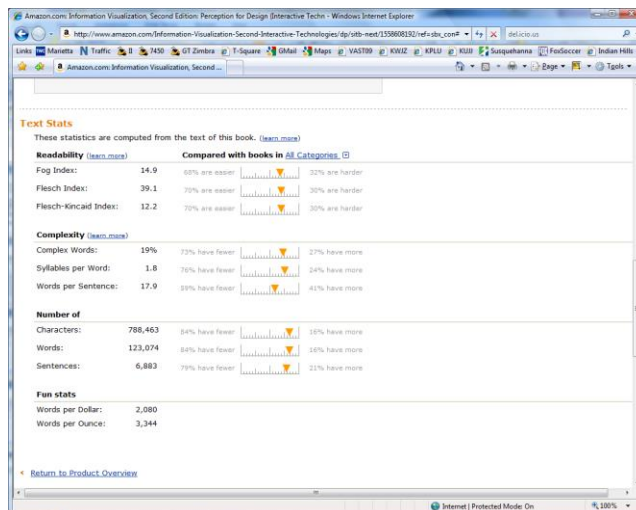 Amazon.com: Information Visualization, Second Edition: Perception for Design (Interactive Techn - Windows Internet Explorer
http://www.amazon.com/Information-Visualization-Second-Interactive-Technologies/dp/sitb-next/1558608192/ref=sbx_con# del.icio.us
Links Marietta Traffic II 7450 GT Zimbra T-Square GMail Maps VAST09 KWJZ KPLU KUJ0 Susquehanna FoxSoccer Indian Hills
Amazon.com: Information Visualization, Second ... Page Tools
Text Stats
These statistics are computed from the text of this book. (learn more)
Readability (learn more) Compared with books in All Categories
Fog Index: 14.9 68% are easier 32% are harder
Flesch Index: 39.1 70% are easier 30% are harder
Flesch-Kincaid Index: 12.2 70% are easier 30% are harder
Complexity (learn more)
Complex Words: 19% 73% have fewer 27% have more
Syllables per Word: 1.8 76% have fewer 24% have more
Words per Sentence: 17.9 59% have fewer 41% have more
Number of
Characters: 788,463 84% have fewer 16% have more
Words: 123,074 84% have fewer 16% have more
Sentences: 6,883 79% have fewer 21% have more
Fun stats
Words per Dollar: 2,080
Words per Ounce: 3,344
Return to Product Overview
Internet | Protected Mode: On 100%